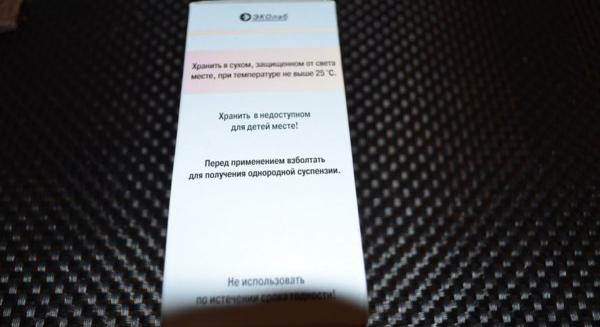 ЭКОлаб
Хранить в сухом, защищенном от света
месте, при температуре не выше 25 °С.
Хранить в недоступном
для детей месте!
Перед применением взболтать
для получения однородной суспензии.
Не использовать
по истечении срока годности!